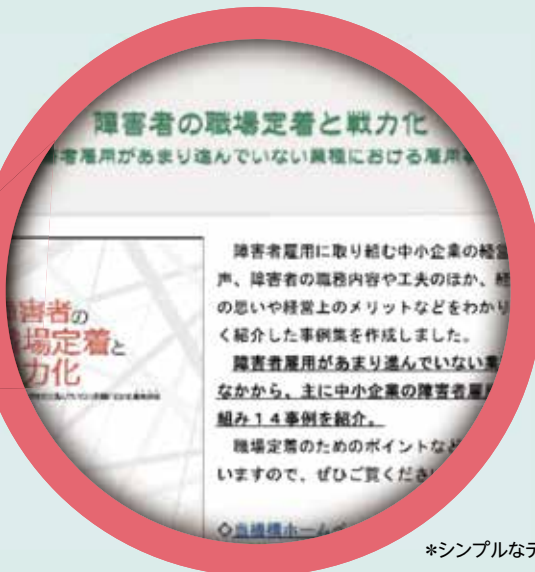 障害者の職場定着と戦力化
者雇用があまり進んでいない業種における雇用
障害者雇用に取り組む中小企業の経営
声、障害者の職務内容や工夫のほか、経
の思いや経営上のメリットなどをわかり
く紹介した事例集を作成しました。
障害者雇用があまり進んでいない業
なかから、主に中小企業の障害者雇用
組み14事例を紹介。
職場定着のためのポイントなど
いますので、ぜひご覧くださ
◇当機構ホームペ
害者の
場定着と
力化
*シンプルなデ